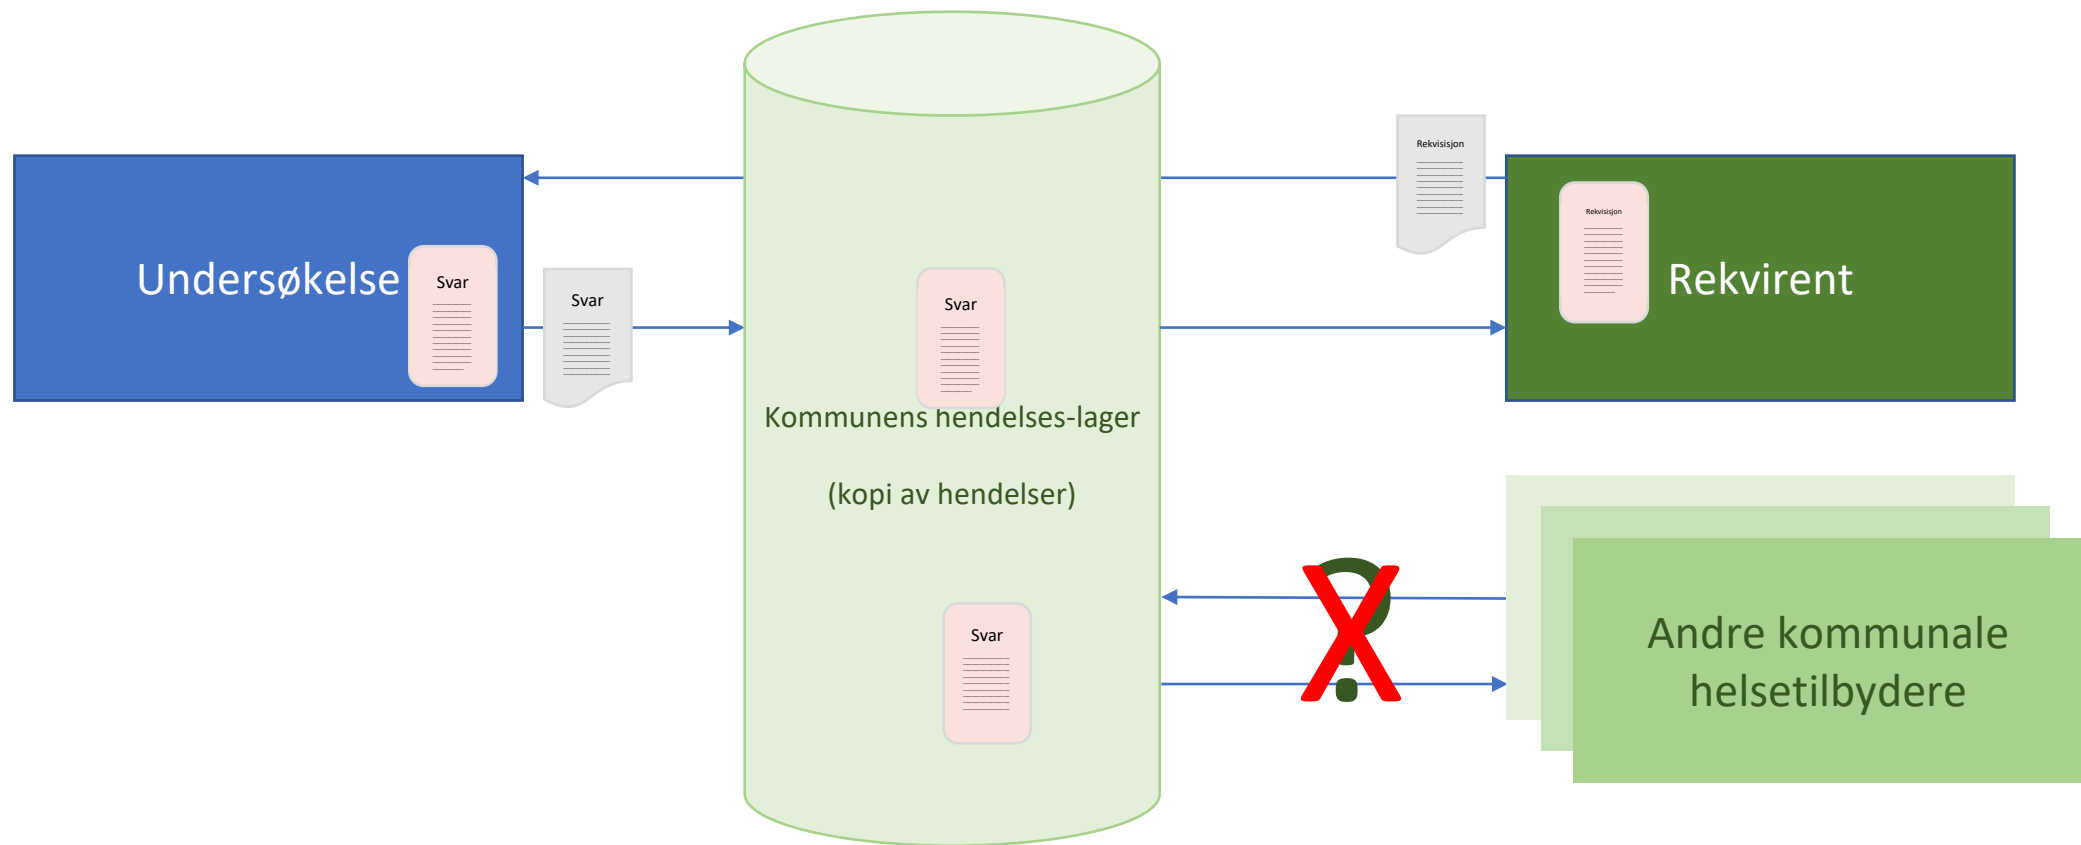 Rekvisisjon
Rekvisisjon
Undersøkelse
Svar
Svar
Svar
Rekvirent
Kommunens hendelses-lager
(kopi av hendelser)
?
X
Svar
Andre kommunale
helsetilbydere